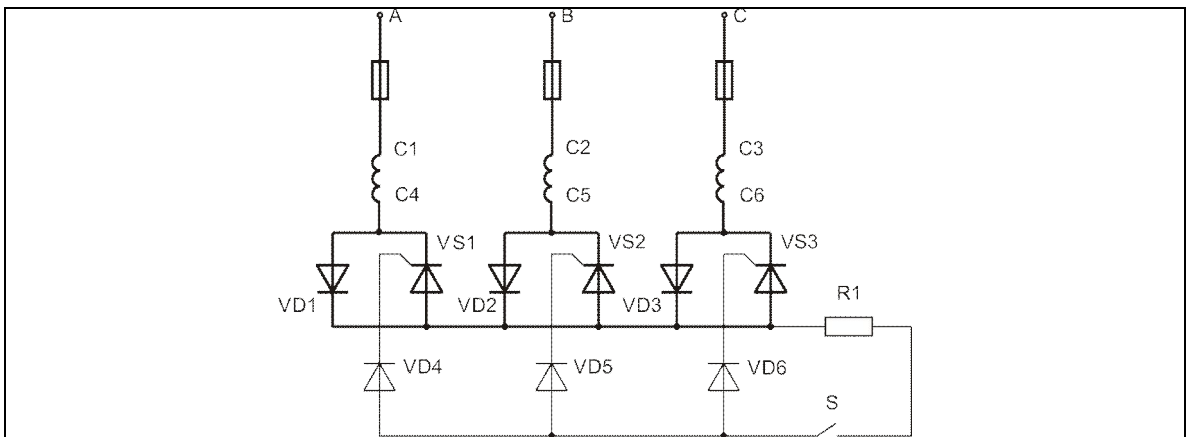 A B C
C1 C2 C3
C4 C5 C6
VS1 VS2 VS3
VD1 VD2 VD3 R1
VD4 VD5 VD6
S